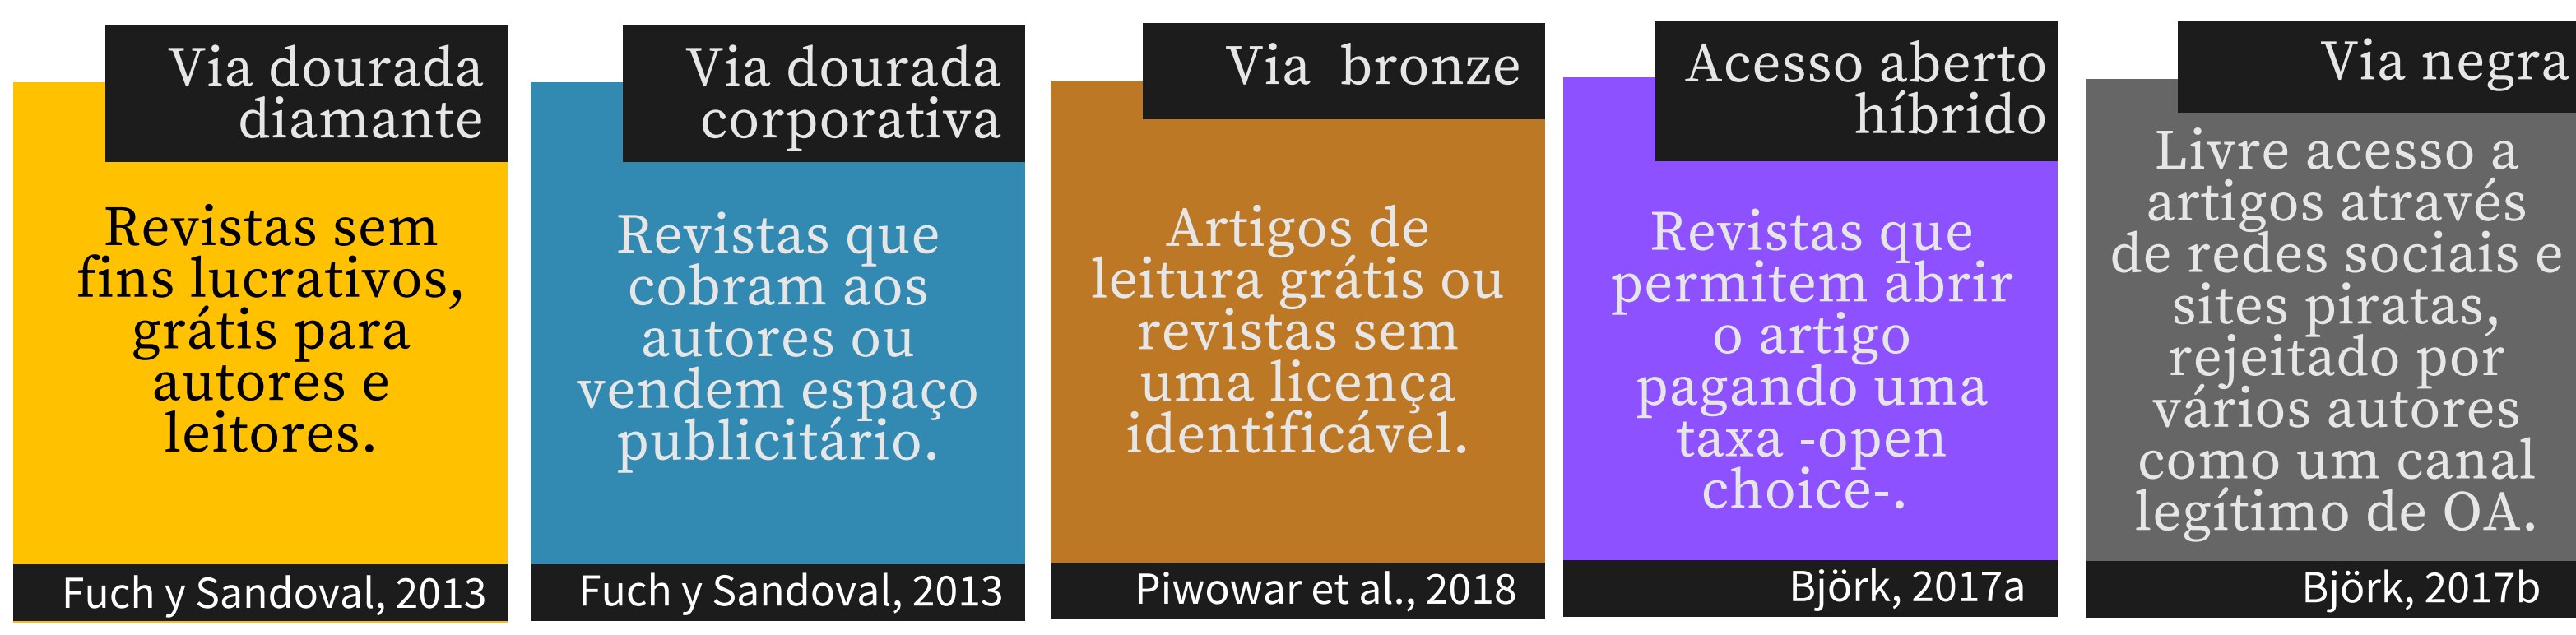 Via dourada
diamante
Revistas sem
fins lucrativos,
grátis para
autores e
leitores.
Fuch y Sandoval, 2013
Via dourada
corporativa
Revistas que
cobram aos
autores ou
vendem espaço
publicitário.
Fuch y Sandoval, 2013
Via bronze
Artigos de
leitura grátis ou
revistas sem
uma licença
identificável.
Piwowar et al., 2018
Acesso aberto
híbrido
Revistas que
permitem abrir
o artigo
pagando uma
taxa -open
choice-.
Björk, 2017a
Via negra
Livre acesso a
artigos através
de redes sociais e
sites piratas,
rejeitado por
vários autores
como um canal
legítimo de OA.
Björk, 2017b